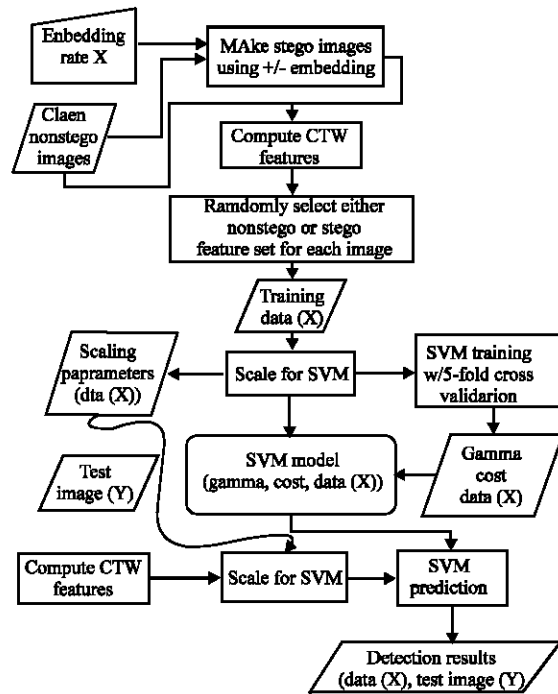 Embedding
rate X
MAke stego images
using +/- embedding
Claen
nonstego
images
Compute CTW
features
Ramdomly select either
nonstego or stego
feature set for each image
Training
data (X)
Scaling
paprameters
(dta (X))
Scale for SVM
SVM training
w/5-fold cross
validarion
SVM model
(gamma, cost, data (X))
Gamma
cost
data (X)
Test
image (Y)
Compute CTW
features
Scale for SVM
SVM
prediction
Detection results
(data (X), test image (Y)